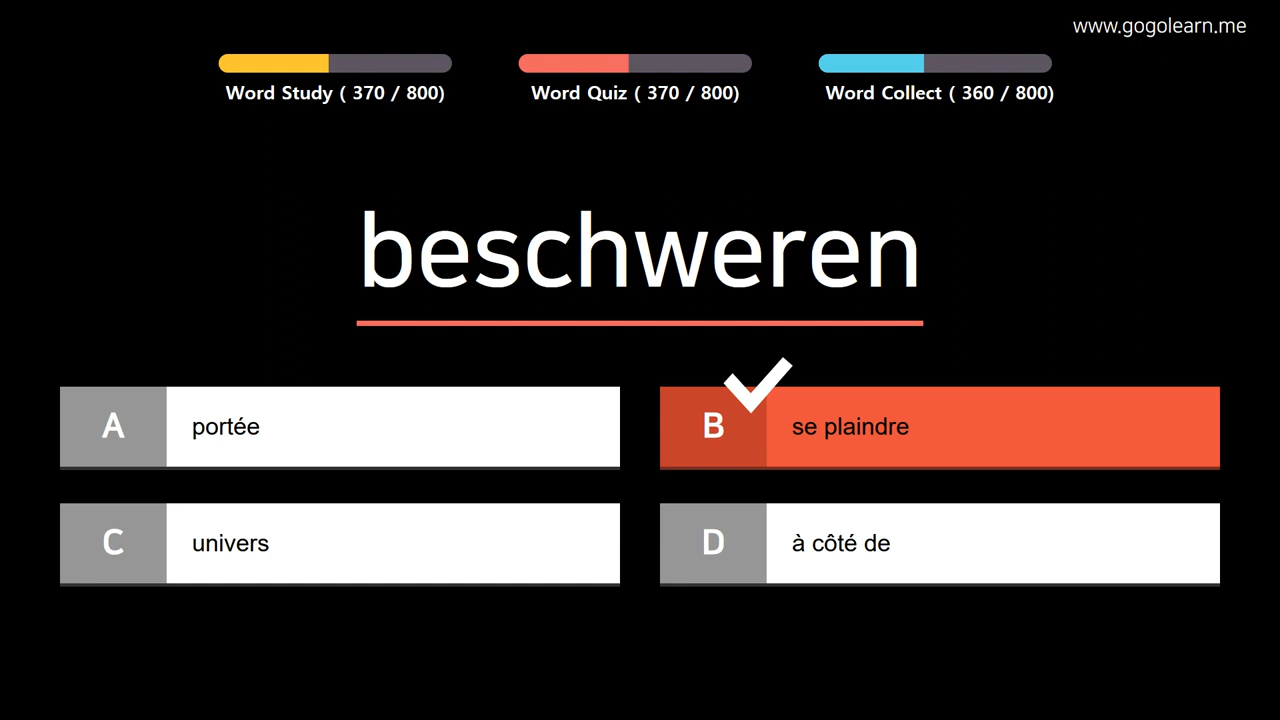 www.gogolearn.me
Word Study ( 370 / 800)
Word Quiz ( 370 / 800)
Word Collect ( 360 / 800)
beschweren
A
portée
B
se plaindre
C
univers
D
à côté de